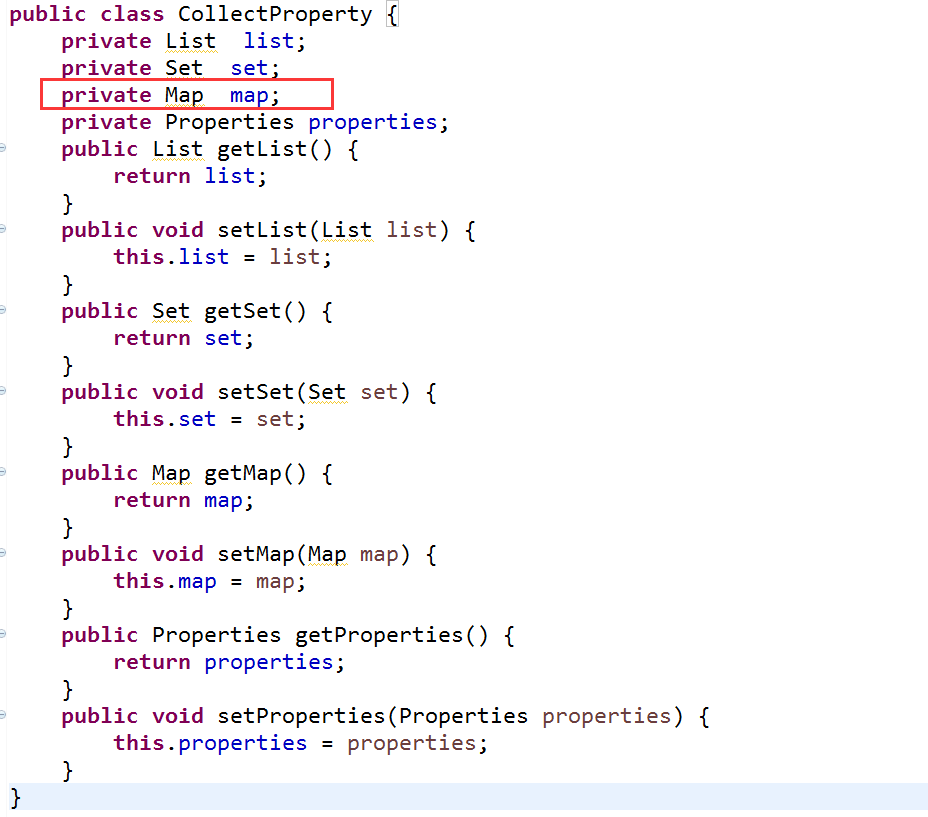 public class CollectProperty {
    private List  list;
    private Set  set;
    private Map  map;
    private Properties properties;
    public List getList() {
        return list;
    }
    public void setList(List list) {
        this.list = list;
    }
    public Set getSet() {
        return set;
    }
    public void setSet(Set set) {
        this.set = set;
    }
    public Map getMap() {
        return map;
    }
    public void setMap(Map map) {
        this.map = map;
    }
    public Properties getProperties() {
        return properties;
    }
    public void setProperties(Properties properties) {
        this.properties = properties;
    }
}